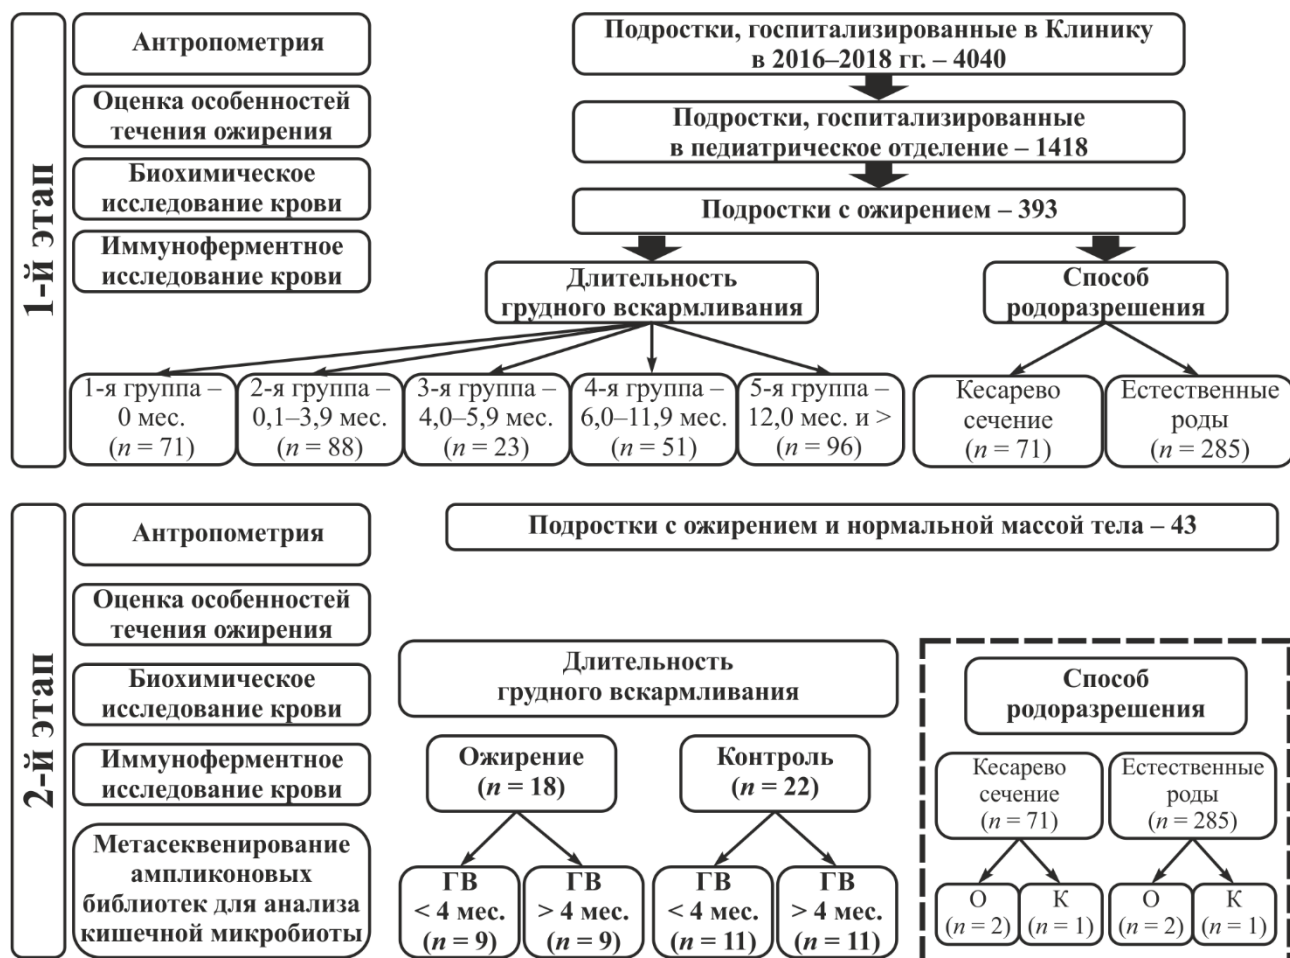 1-й этап
Антропометрия
Оценка особенностей
течения ожирения
Биохимическое
исследование крови
Иммуноферментное
исследование крови
Подростки, госпитализированные в Клинику
в 2016–2018 гг. – 4040
Подростки, госпитализированные
в педиатрическое отделение – 1418
Подростки с ожирением – 393
Длительность
грудного вскармливания
Способ
родоразрешения
1-я группа –
0 мес.
(n = 71)
2-я группа –
0,1–3,9 мес.
(n = 88)
3-я группа –
4,0–5,9 мес.
(n = 23)
4-я группа –
6,0–11,9 мес.
(n = 51)
5-я группа –
12,0 мес. и >
(n = 96)
Кесарево
сечение
(n = 71)
Естественные
роды
(n = 285)
2-й этап
Антропометрия
Оценка особенностей
течения ожирения
Биохимическое
исследование крови
Иммуноферментное
исследование крови
Метасеквенирование
ампликоновых
библиотек для анализа
кишечной микробиоты
Подростки с ожирением и нормальной массой тела – 43
Длительность
грудного вскармливания
Ожирение
(n = 18)
Контроль
(n = 22)
ГВ
< 4 мес.
(n = 9)
ГВ
> 4 мес.
(n = 9)
ГВ
< 4 мес.
(n = 11)
ГВ
> 4 мес.
(n = 11)
Способ
родоразрешения
Кесарево
сечение
(n = 71)
Естественные
роды
(n = 285)
О
(n = 2)
К
(n = 1)
О
(n = 2)
К
(n = 1)